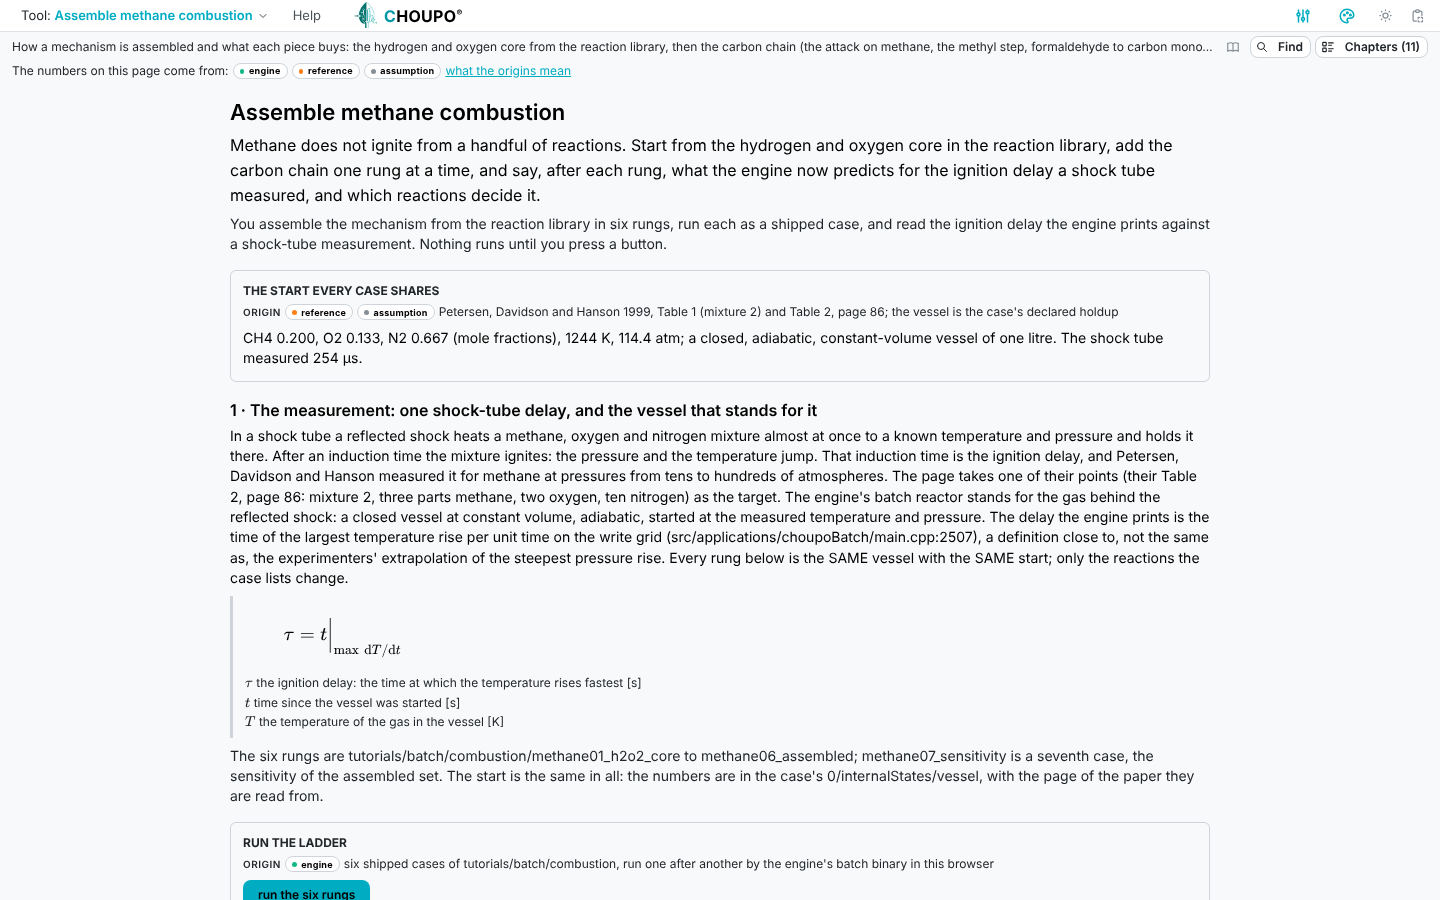 Tool: Assemble methane combustion Help CHOUPO®
How a mechanism is assembled and what each piece buys: the hydrogen and oxygen core from the reaction library, then the carbon chain (the attack on methane, the methyl step, formaldehyde to carbon mono... Find Chapters (11)
The numbers on this page come from: engine reference assumption what the origins mean
Assemble methane combustion
Methane does not ignite from a handful of reactions. Start from the hydrogen and oxygen core in the reaction library, add the
carbon chain one rung at a time, and say, after each rung, what the engine now predicts for the ignition delay a shock tube
measured, and which reactions decide it.
You assemble the mechanism from the reaction library in six rungs, run each as a shipped case, and read the ignition delay the engine prints against
a shock-tube measurement. Nothing runs until you press a button.
THE START EVERY CASE SHARES
ORIGIN reference assumption Petersen, Davidson and Hanson 1999, Table 1 (mixture 2) and Table 2, page 86; the vessel is the case's declared holdup
CH4 0.200, O2 0.133, N2 0.667 (mole fractions), 1244 K, 114.4 atm; a closed, adiabatic, constant-volume vessel of one litre. The shock tube
measured 254 µs.
1 · The measurement: one shock-tube delay, and the vessel that stands for it
In a shock tube a reflected shock heats a methane, oxygen and nitrogen mixture almost at once to a known temperature and pressure and holds it
there. After an induction time the mixture ignites: the pressure and the temperature jump. That induction time is the ignition delay, and Petersen,
Davidson and Hanson measured it for methane at pressures from tens to hundreds of atmospheres. The page takes one of their points (their Table
2, page 86: mixture 2, three parts methane, two oxygen, ten nitrogen) as the target. The engine's batch reactor stands for the gas behind the
reflected shock: a closed vessel at constant volume, adiabatic, started at the measured temperature and pressure. The delay the engine prints is the
time of the largest temperature rise per unit time on the write grid (src/applications/choupoBatch/main.cpp:2507), a definition close to, not the same
as, the experimenters' extrapolation of the steepest pressure rise. Every rung below is the SAME vessel with the SAME start; only the reactions the
case lists change.
τ = t|max dT/dt
τ the ignition delay: the time at which the temperature rises fastest [s]
t time since the vessel was started [s]
T the temperature of the gas in the vessel [K]
The six rungs are tutorials/batch/combustion/methane01_h2o2_core to methane06_assembled; methane07_sensitivity is a seventh case, the
sensitivity of the assembled set. The start is the same in all: the numbers are in the case's 0/internalStates/vessel, with the page of the paper they
are read from.
RUN THE LADDER
ORIGIN engine six shipped cases of tutorials/batch/combustion, run one after another by the engine's batch binary in this browser
run the six rungs